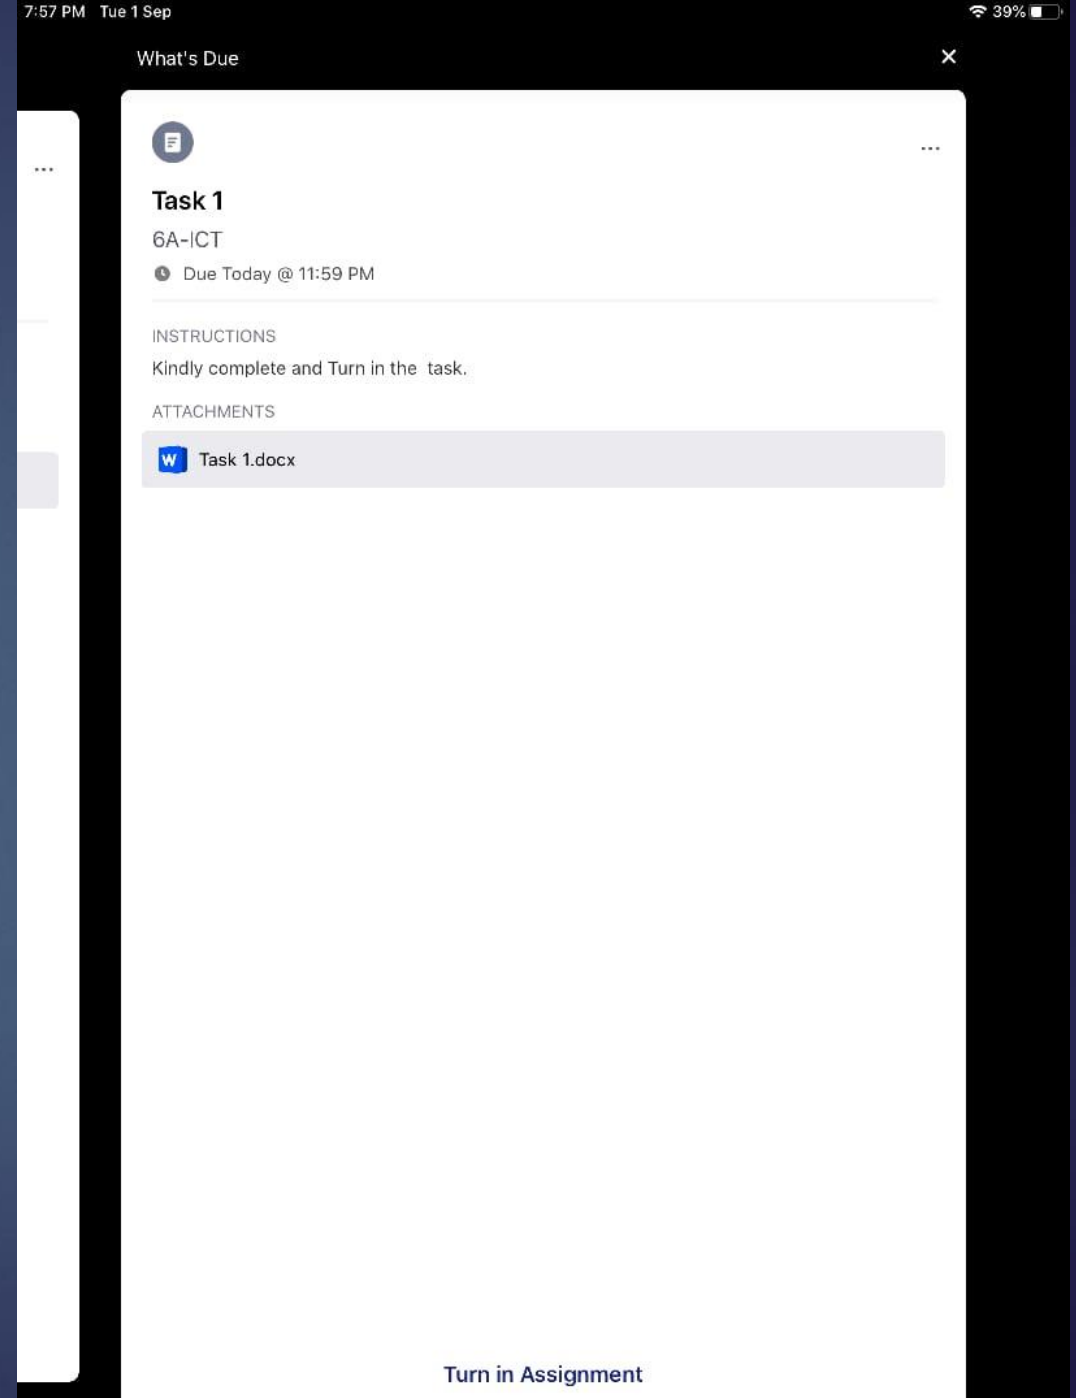 7:57 PM Tue 1 Sep 39%
What's Due
Task 1
6A-ICT
Due Today @ 11:59 PM
INSTRUCTIONS
Kindly complete and Turn in the task.
ATTACHMENTS
W Task 1.docx
Turn in Assignment